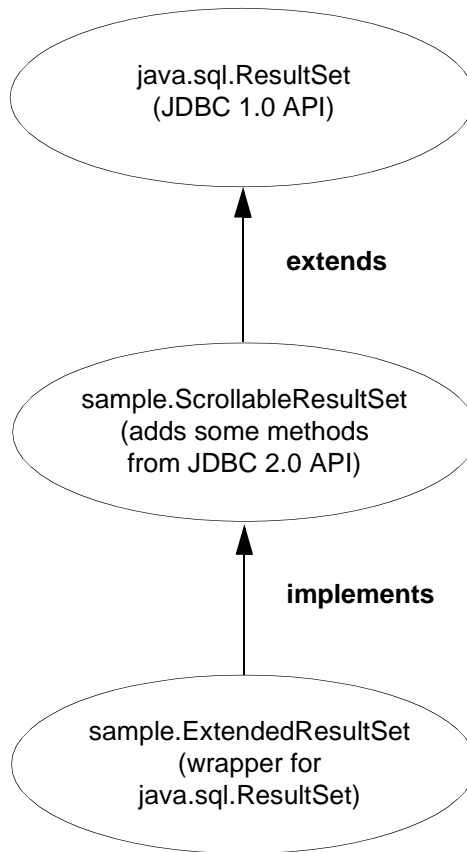 java.sql.ResultSet
(JDBC 1.0 API)
extends
sample.ScrollableResultSet
(adds some methods
from JDBC 2.0 API)
implements
sample.ExtendedResultSet
(wrapper for
java.sql.ResultSet)